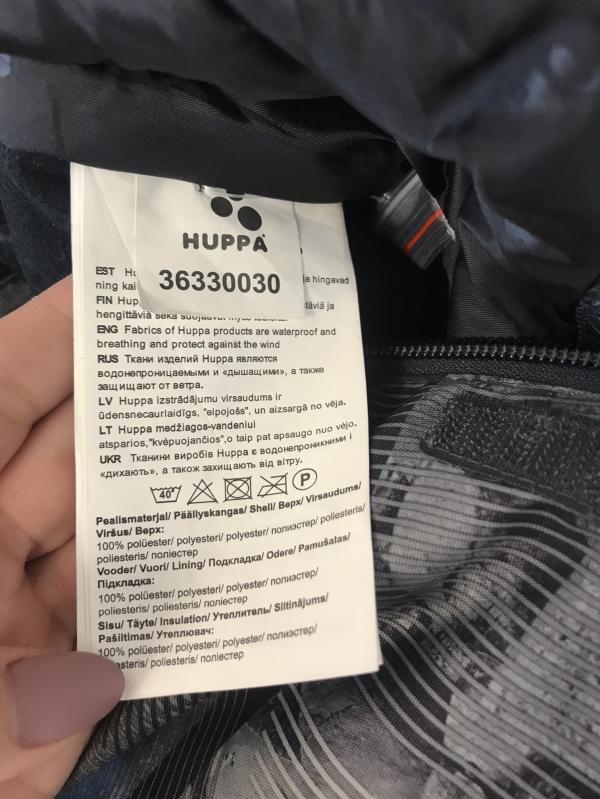 HUPPA
36330030
EST
ja hingavad
ning kai
FIN Hup
täviä ja
hengittäviä sekä suojaavat
ENG Fabrics of Huppa products are waterproof and
breathing and protect against the wind
RUS Ткани изделий Huppa являются
водонепроницаемыми и «дышащими», а также
защищают от ветра.
LV Huppa izstrādājumu virsaudums ir
ūdensnecaurlaidīgs, "elpojošs", un aizsargā no vēja.
LT Huppa medžiagos-vandeniui
atsparios,"kvėpuojančios",o taip pat apsaugo nuo vėjo.
UKR Тканини виробів Huppa є водонепроникними і
«дихають», а також захищають від вітру.
40° P
Pealismaterjal/ Päällyskangas/ Shell/ Верх/ Virsaudums/
Viršus/ Верх:
100% polüester/ polyesteri/ polyester/ полиэстер/ poliesteris/
poliesteris/ поліестер
Vooder/ Vuori/ Lining/ Подкладка/ Odere/ Pamušalas/
Підкладка:
100% polüester/ polyesteri/ polyester/ полиэстер/
poliesteris/ poliesteris/ поліестер
Sisu/ Täyte/ Insulation/ Утеплитель/ Siltinājums/
Pašiltimas/ Утеплювач:
100% polüester/ polyesteri/ polyester/ полиэстер/
esteris/ poliesteris/ поліестер